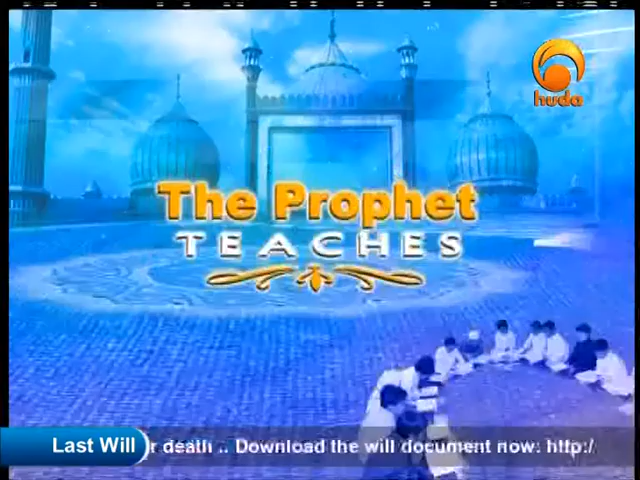 huda
The Prophet
TEACHES
Last Will
r death .. Download the will document now: http:/